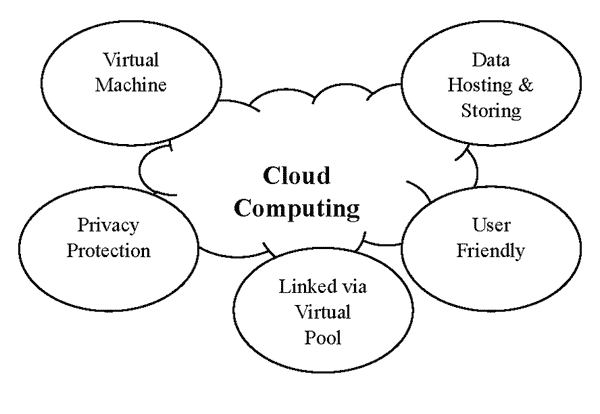 Virtual
Machine
Data
Hosting &
Storing
Cloud
Computing
Privacy
Protection
User
Friendly
Linked via
Virtual
Pool